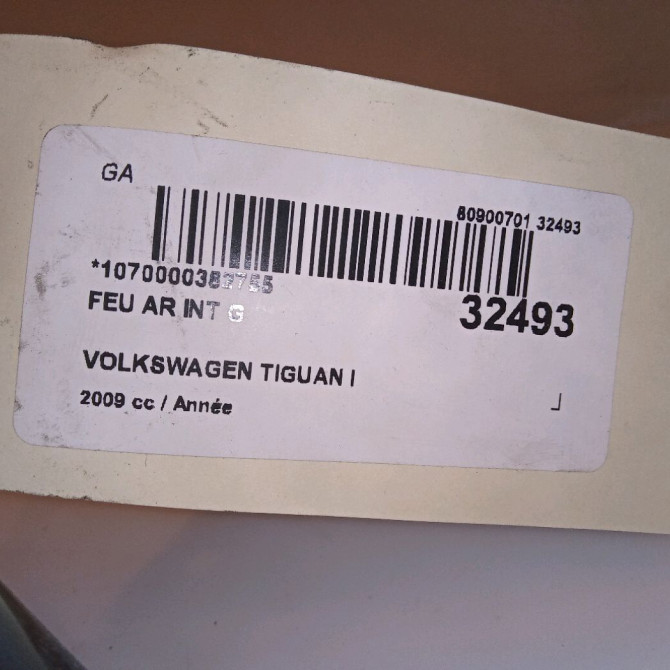 GA
80900701 32493
*1070000382755
FEU AR INT G
32493
VOLKSWAGEN TIGUAN I
2009 cc / Année